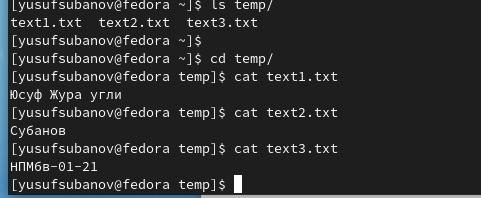 [yusufsubanov@fedora ~]$ ls temp/
text1.txt  text2.txt  text3.txt
[yusufsubanov@fedora ~]$
[yusufsubanov@fedora ~]$ cd temp/
[yusufsubanov@fedora temp]$ cat text1.txt
Юсуф Жура угли
[yusufsubanov@fedora temp]$ cat text2.txt
Субанов
[yusufsubanov@fedora temp]$ cat text3.txt
НПМбв-01-21
[yusufsubanov@fedora temp]$